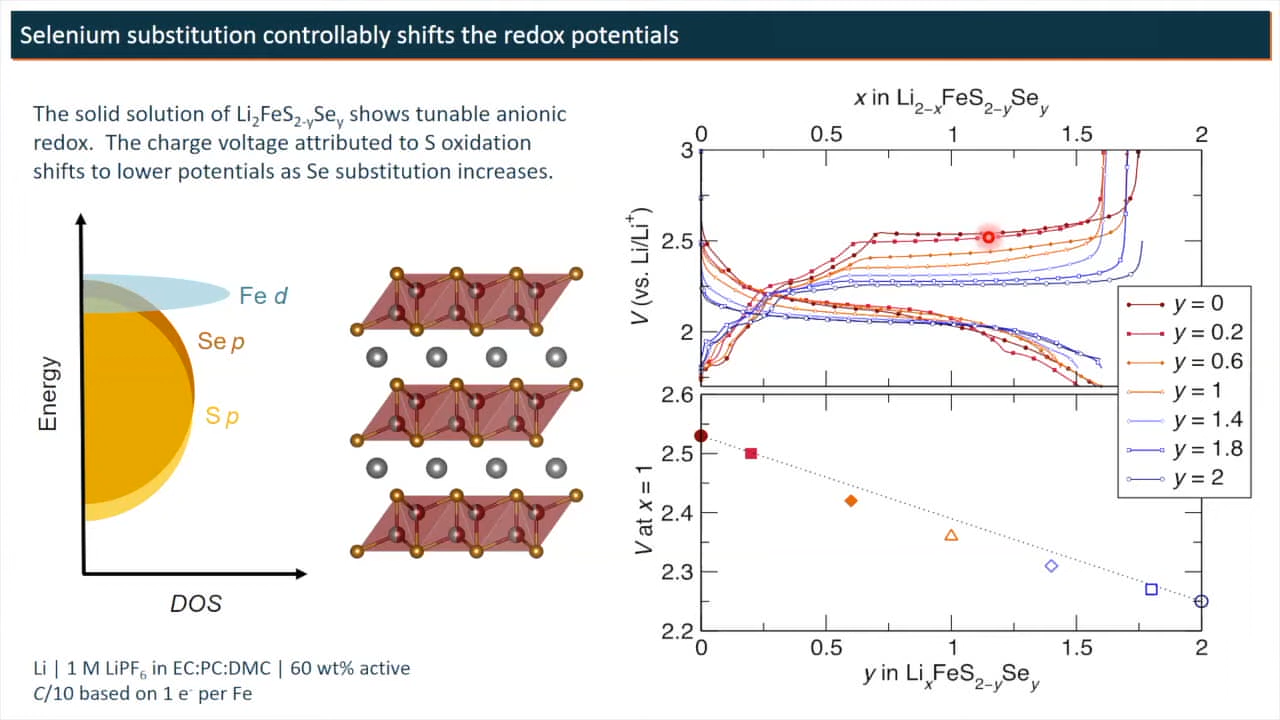 Selenium substitution controllably shifts the redox potentials
The solid solution of Li₂FeS₂₋ySey shows tunable anionic
redox. The charge voltage attributed to S oxidation
shifts to lower potentials as Se substitution increases.
Energy
Fe d
Se p
S p
DOS
Li | 1 M LiPF₆ in EC:PC:DMC | 60 wt% active
C/10 based on 1 e⁻ per Fe
x in Li₂₋ₓFeS₂₋ySey
0 0.5 1 1.5 2
3
2.5
2
V (vs. Li/Li⁺)
y = 0
y = 0.2
y = 0.6
y = 1
y = 1.4
y = 1.8
y = 2
2.6
2.5
2.4
2.3
2.2
V at x = 1
0 0.5 1 1.5 2
y in LiₓFeS₂₋ySey